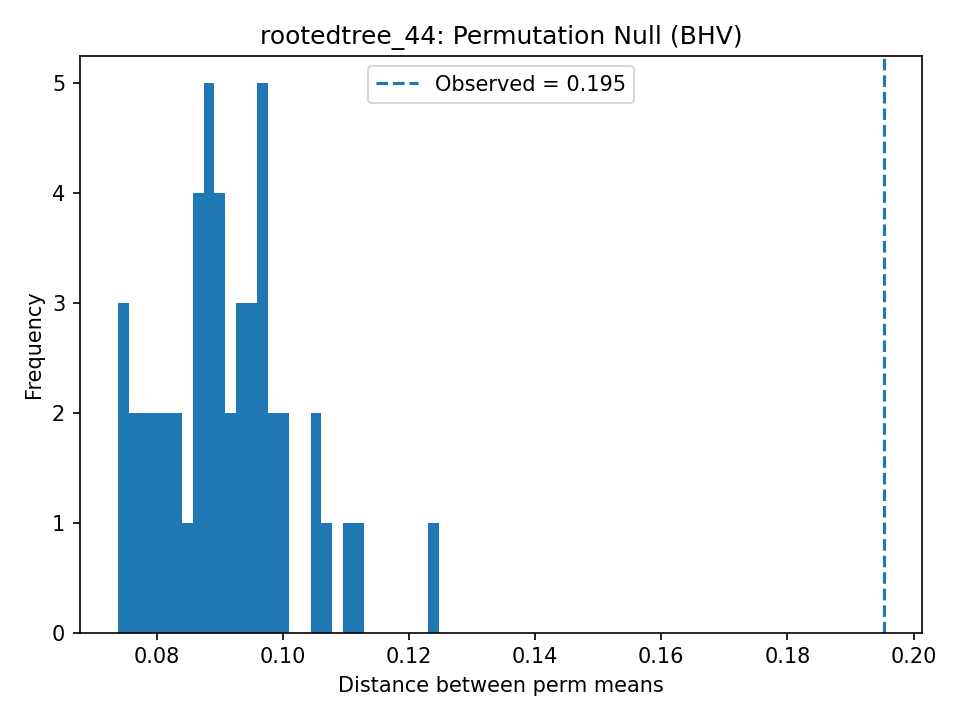 rootedtree_44: Permutation Null (BHV)
Observed = 0.195
Frequency
5
4
3
2
1
0
0.08 0.10 0.12 0.14 0.16 0.18 0.20
Distance between perm means